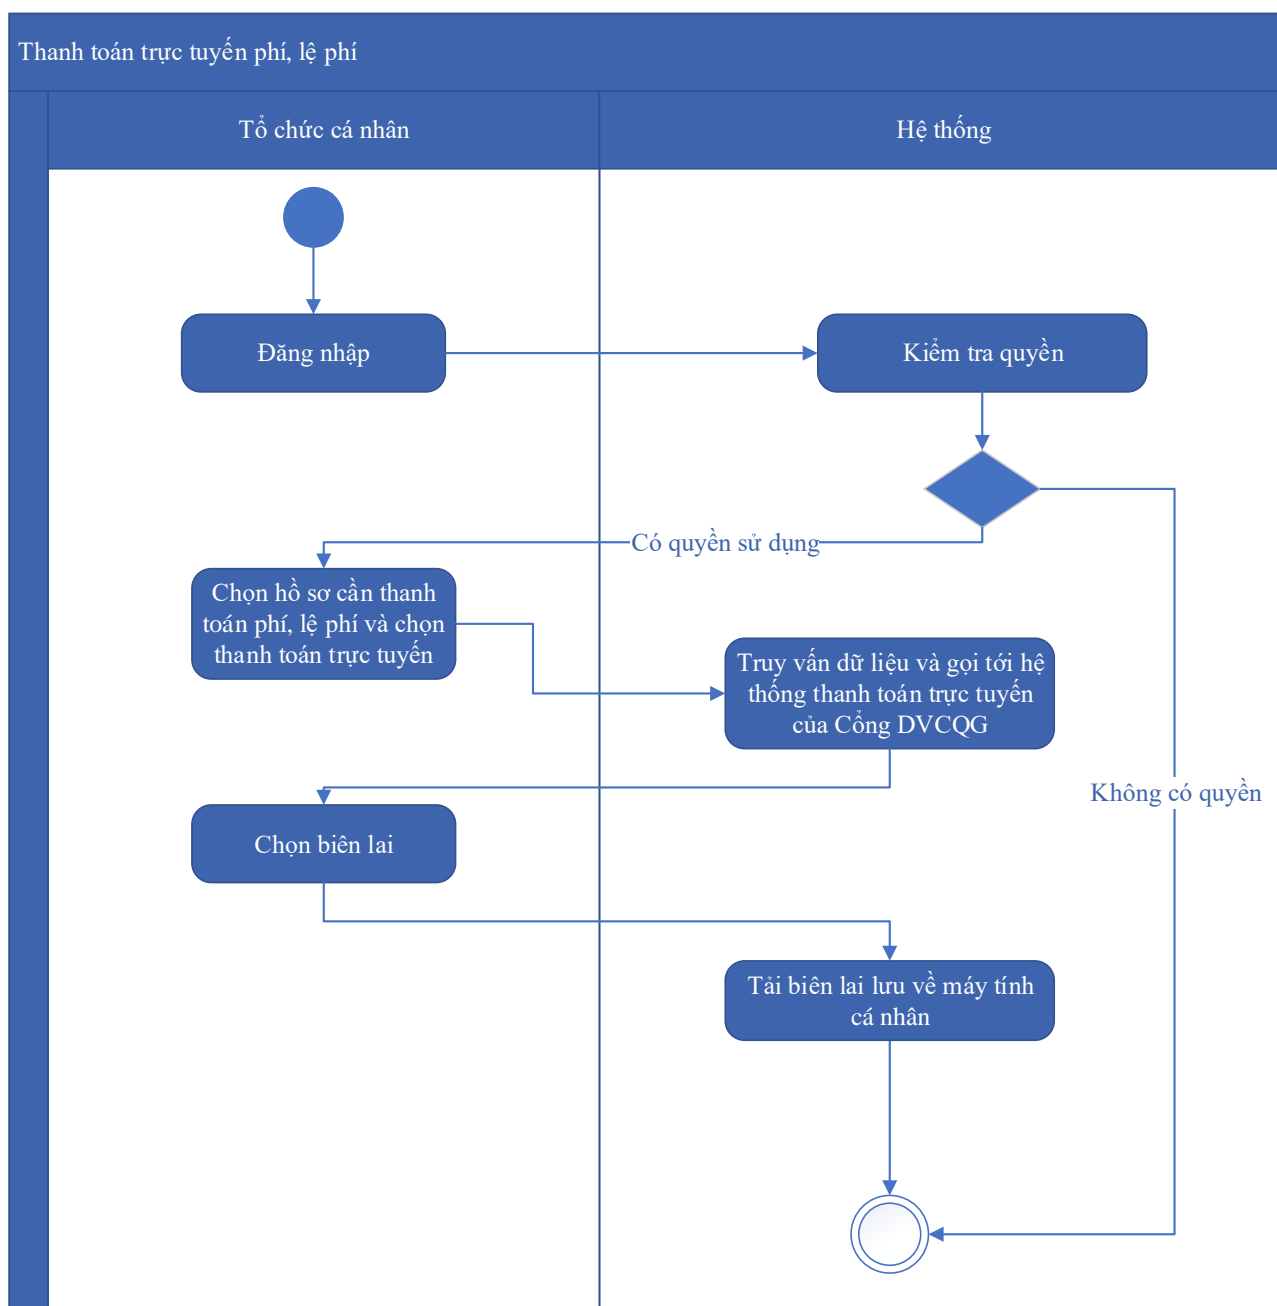 Thanh toán trực tuyến phí, lệ phí
Tổ chức cá nhân
Hệ thống
Đăng nhập
Kiểm tra quyền
Có quyền sử dụng
Chọn hồ sơ cần thanh
toán phí, lệ phí và chọn
thanh toán trực tuyến
Truy vấn dữ liệu và gọi tới hệ
thống thanh toán trực tuyến
của Cổng DVCQG
Không có quyền
Chọn biên lai
Tải biên lai lưu về máy tính
cá nhân